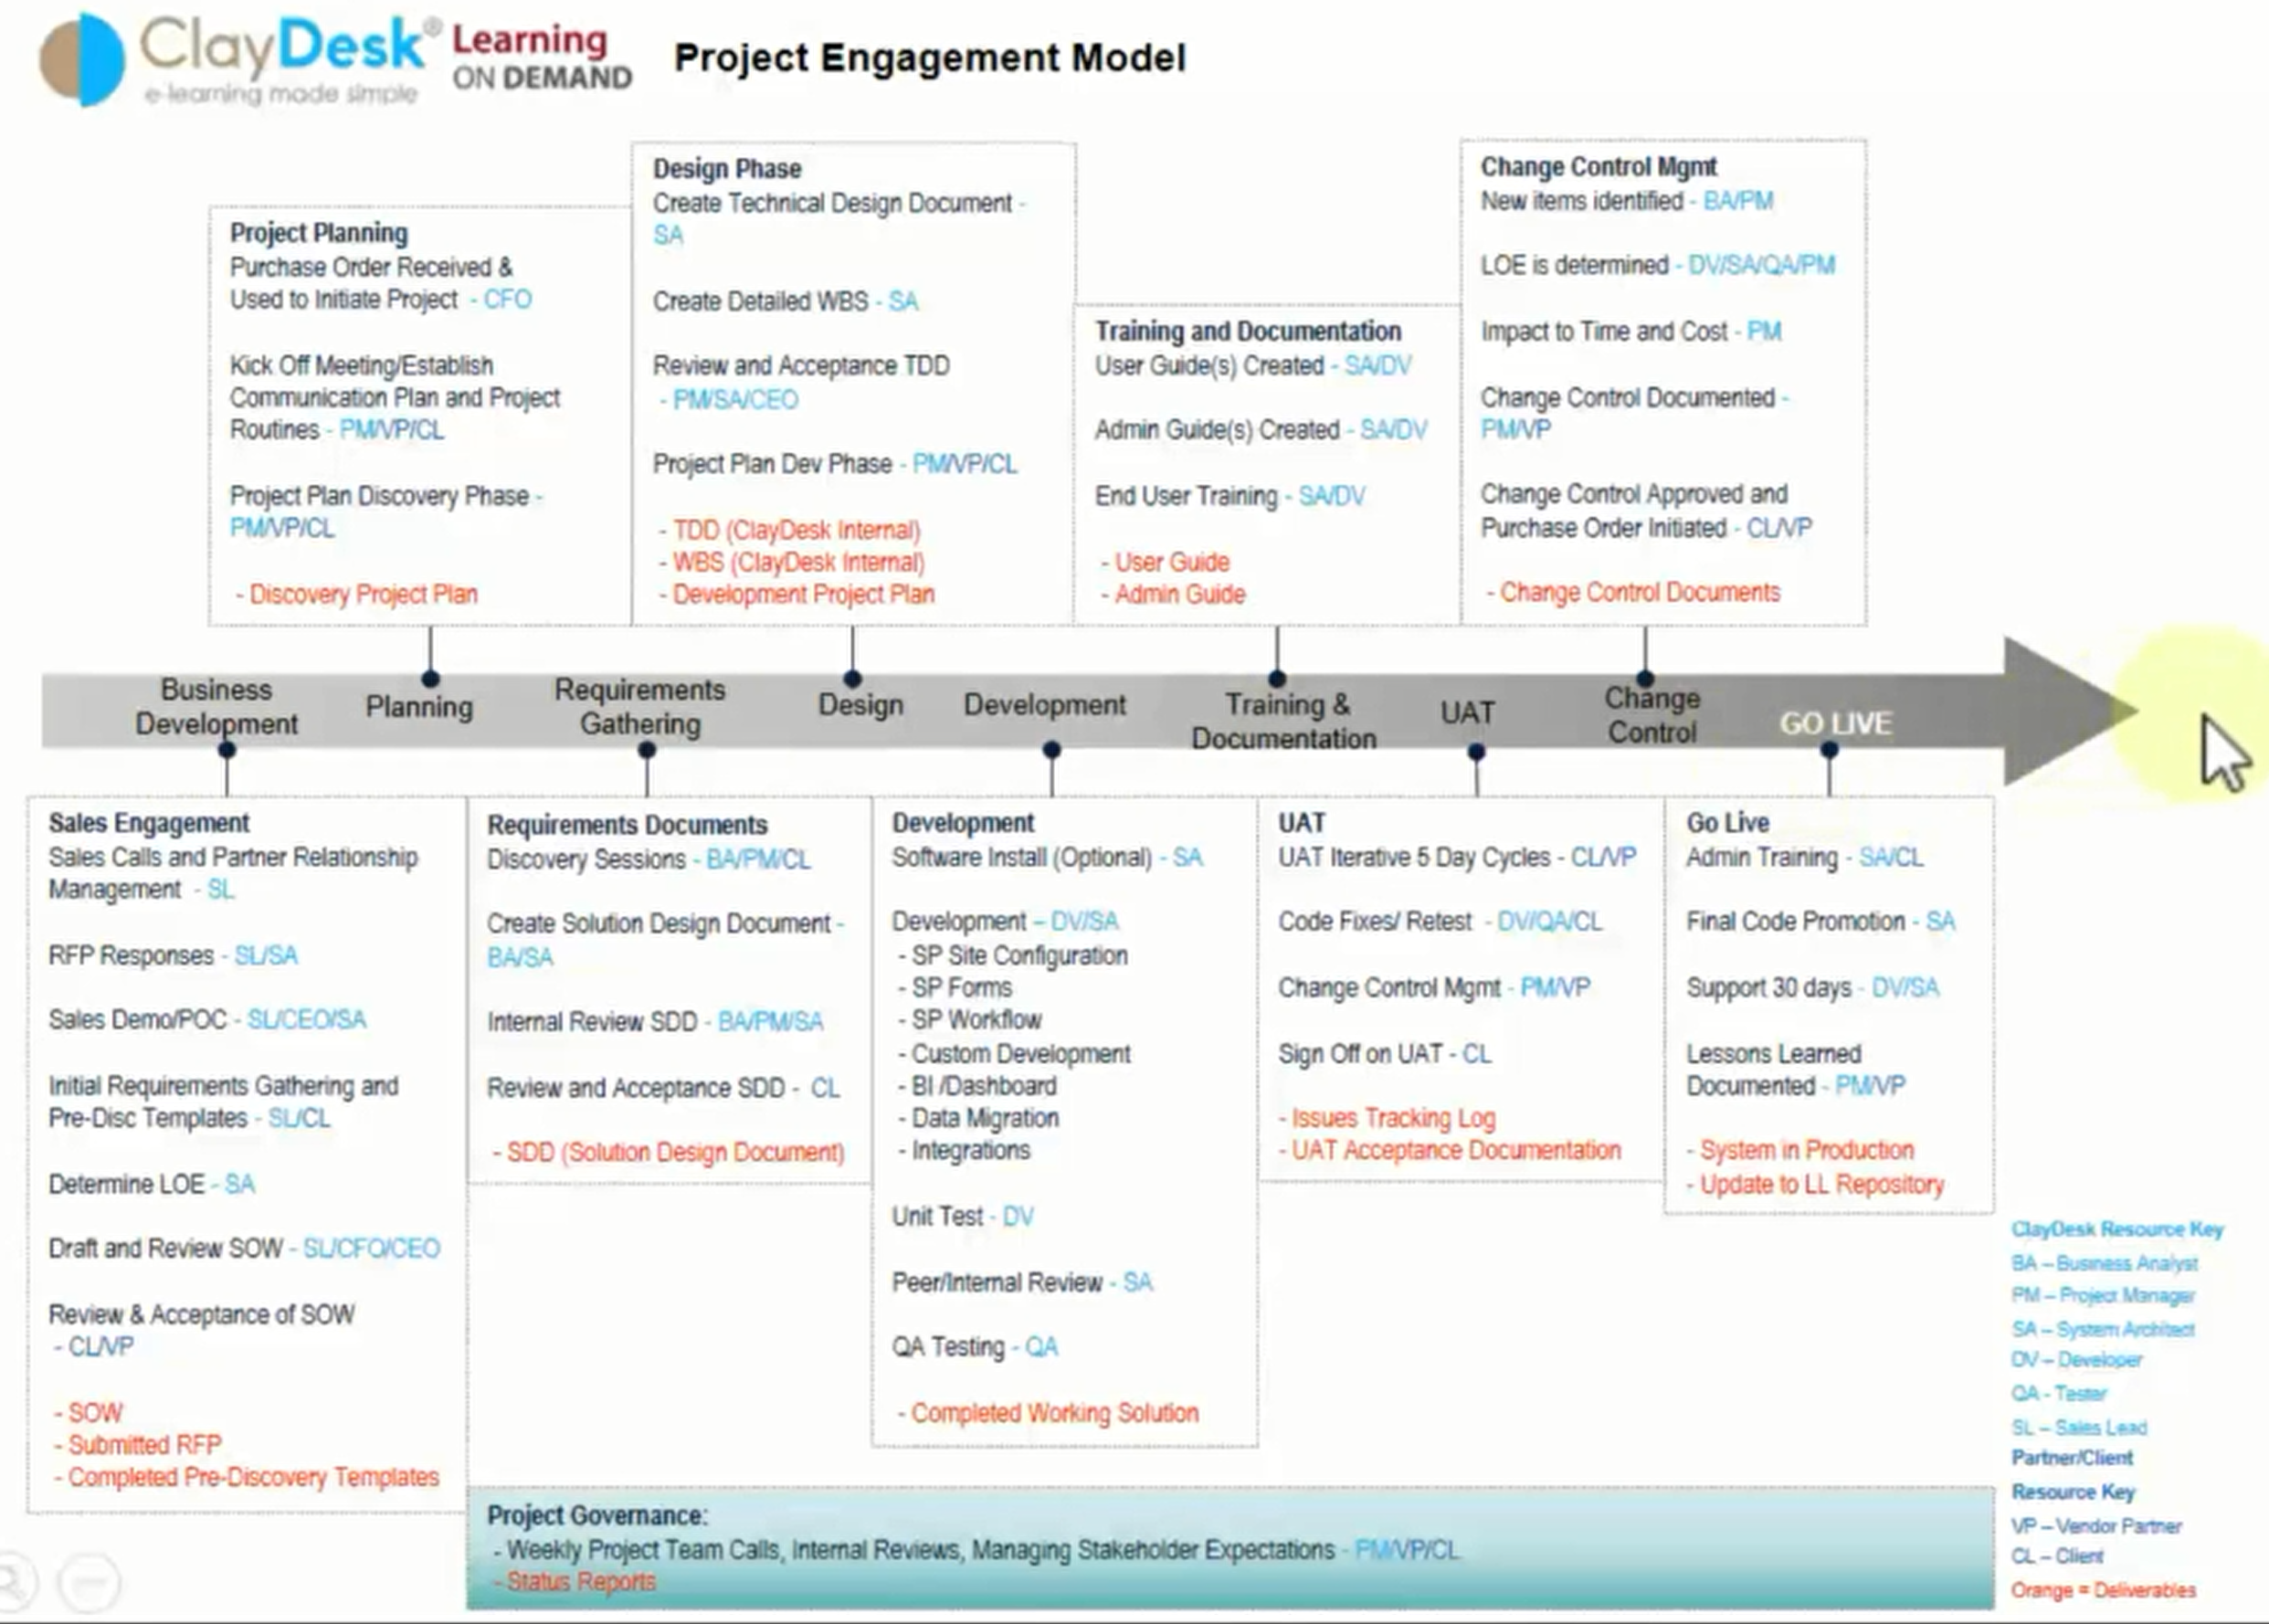 ClayDesk® Learning
ON DEMAND
e-learning made simple
Project Engagement Model
Project Planning
Purchase Order Received &
Used to Initiate Project - CFO
Kick Off Meeting/Establish
Communication Plan and Project
Routines - PM/VP/CL
Project Plan Discovery Phase -
PM/VP/CL
- Discovery Project Plan
Design Phase
Create Technical Design Document -
SA
Create Detailed WBS - SA
Review and Acceptance TDD
- PM/SA/CEO
Project Plan Dev Phase - PM/VP/CL
- TDD (ClayDesk Internal)
- WBS (ClayDesk Internal)
- Development Project Plan
Training and Documentation
User Guide(s) Created - SA/DV
Admin Guide(s) Created - SA/DV
End User Training - SA/DV
- User Guide
- Admin Guide
Change Control Mgmt
New items identified - BA/PM
LOE is determined - DV/SA/QA/PM
Impact to Time and Cost - PM
Change Control Documented -
PM/VP
Change Control Approved and
Purchase Order Initiated - CL/VP
- Change Control Documents
Business
Development
Planning
Requirements
Gathering
Design
Development
Training &
Documentation
UAT
Change
Control
GO LIVE
Sales Engagement
Sales Calls and Partner Relationship
Management - SL
RFP Responses - SL/SA
Sales Demo/POC - SL/CEO/SA
Initial Requirements Gathering and
Pre-Disc Templates - SL/CL
Determine LOE - SA
Draft and Review SOW - SL/CFO/CEO
Review & Acceptance of SOW
- CL/VP
- SOW
- Submitted RFP
- Completed Pre-Discovery Templates
Requirements Documents
Discovery Sessions - BA/PM/CL
Create Solution Design Document -
BA/SA
Internal Review SDD - BA/PM/SA
Review and Acceptance SDD - CL
- SDD (Solution Design Document)
Development
Software Install (Optional) - SA
Development – DV/SA
- SP Site Configuration
- SP Forms
- SP Workflow
- Custom Development
- BI /Dashboard
- Data Migration
- Integrations
Unit Test - DV
Peer/Internal Review - SA
QA Testing - QA
- Completed Working Solution
UAT
UAT Iterative 5 Day Cycles - CL/VP
Code Fixes/ Retest - DV/QA/CL
Change Control Mgmt - PM/VP
Sign Off on UAT - CL
- Issues Tracking Log
- UAT Acceptance Documentation
Go Live
Admin Training - SA/CL
Final Code Promotion - SA
Support 30 days - DV/SA
Lessons Learned
Documented - PM/VP
- System in Production
- Update to LL Repository
Project Governance:
- Weekly Project Team Calls, Internal Reviews, Managing Stakeholder Expectations - PM/VP/CL
- Status Reports
ClayDesk Resource Key
BA – Business Analyst
PM – Project Manager
SA – System Architect
DV – Developer
QA - Tester
SL – Sales Lead
Partner/Client
Resource Key
VP – Vendor Partner
CL – Client
Orange = Deliverables